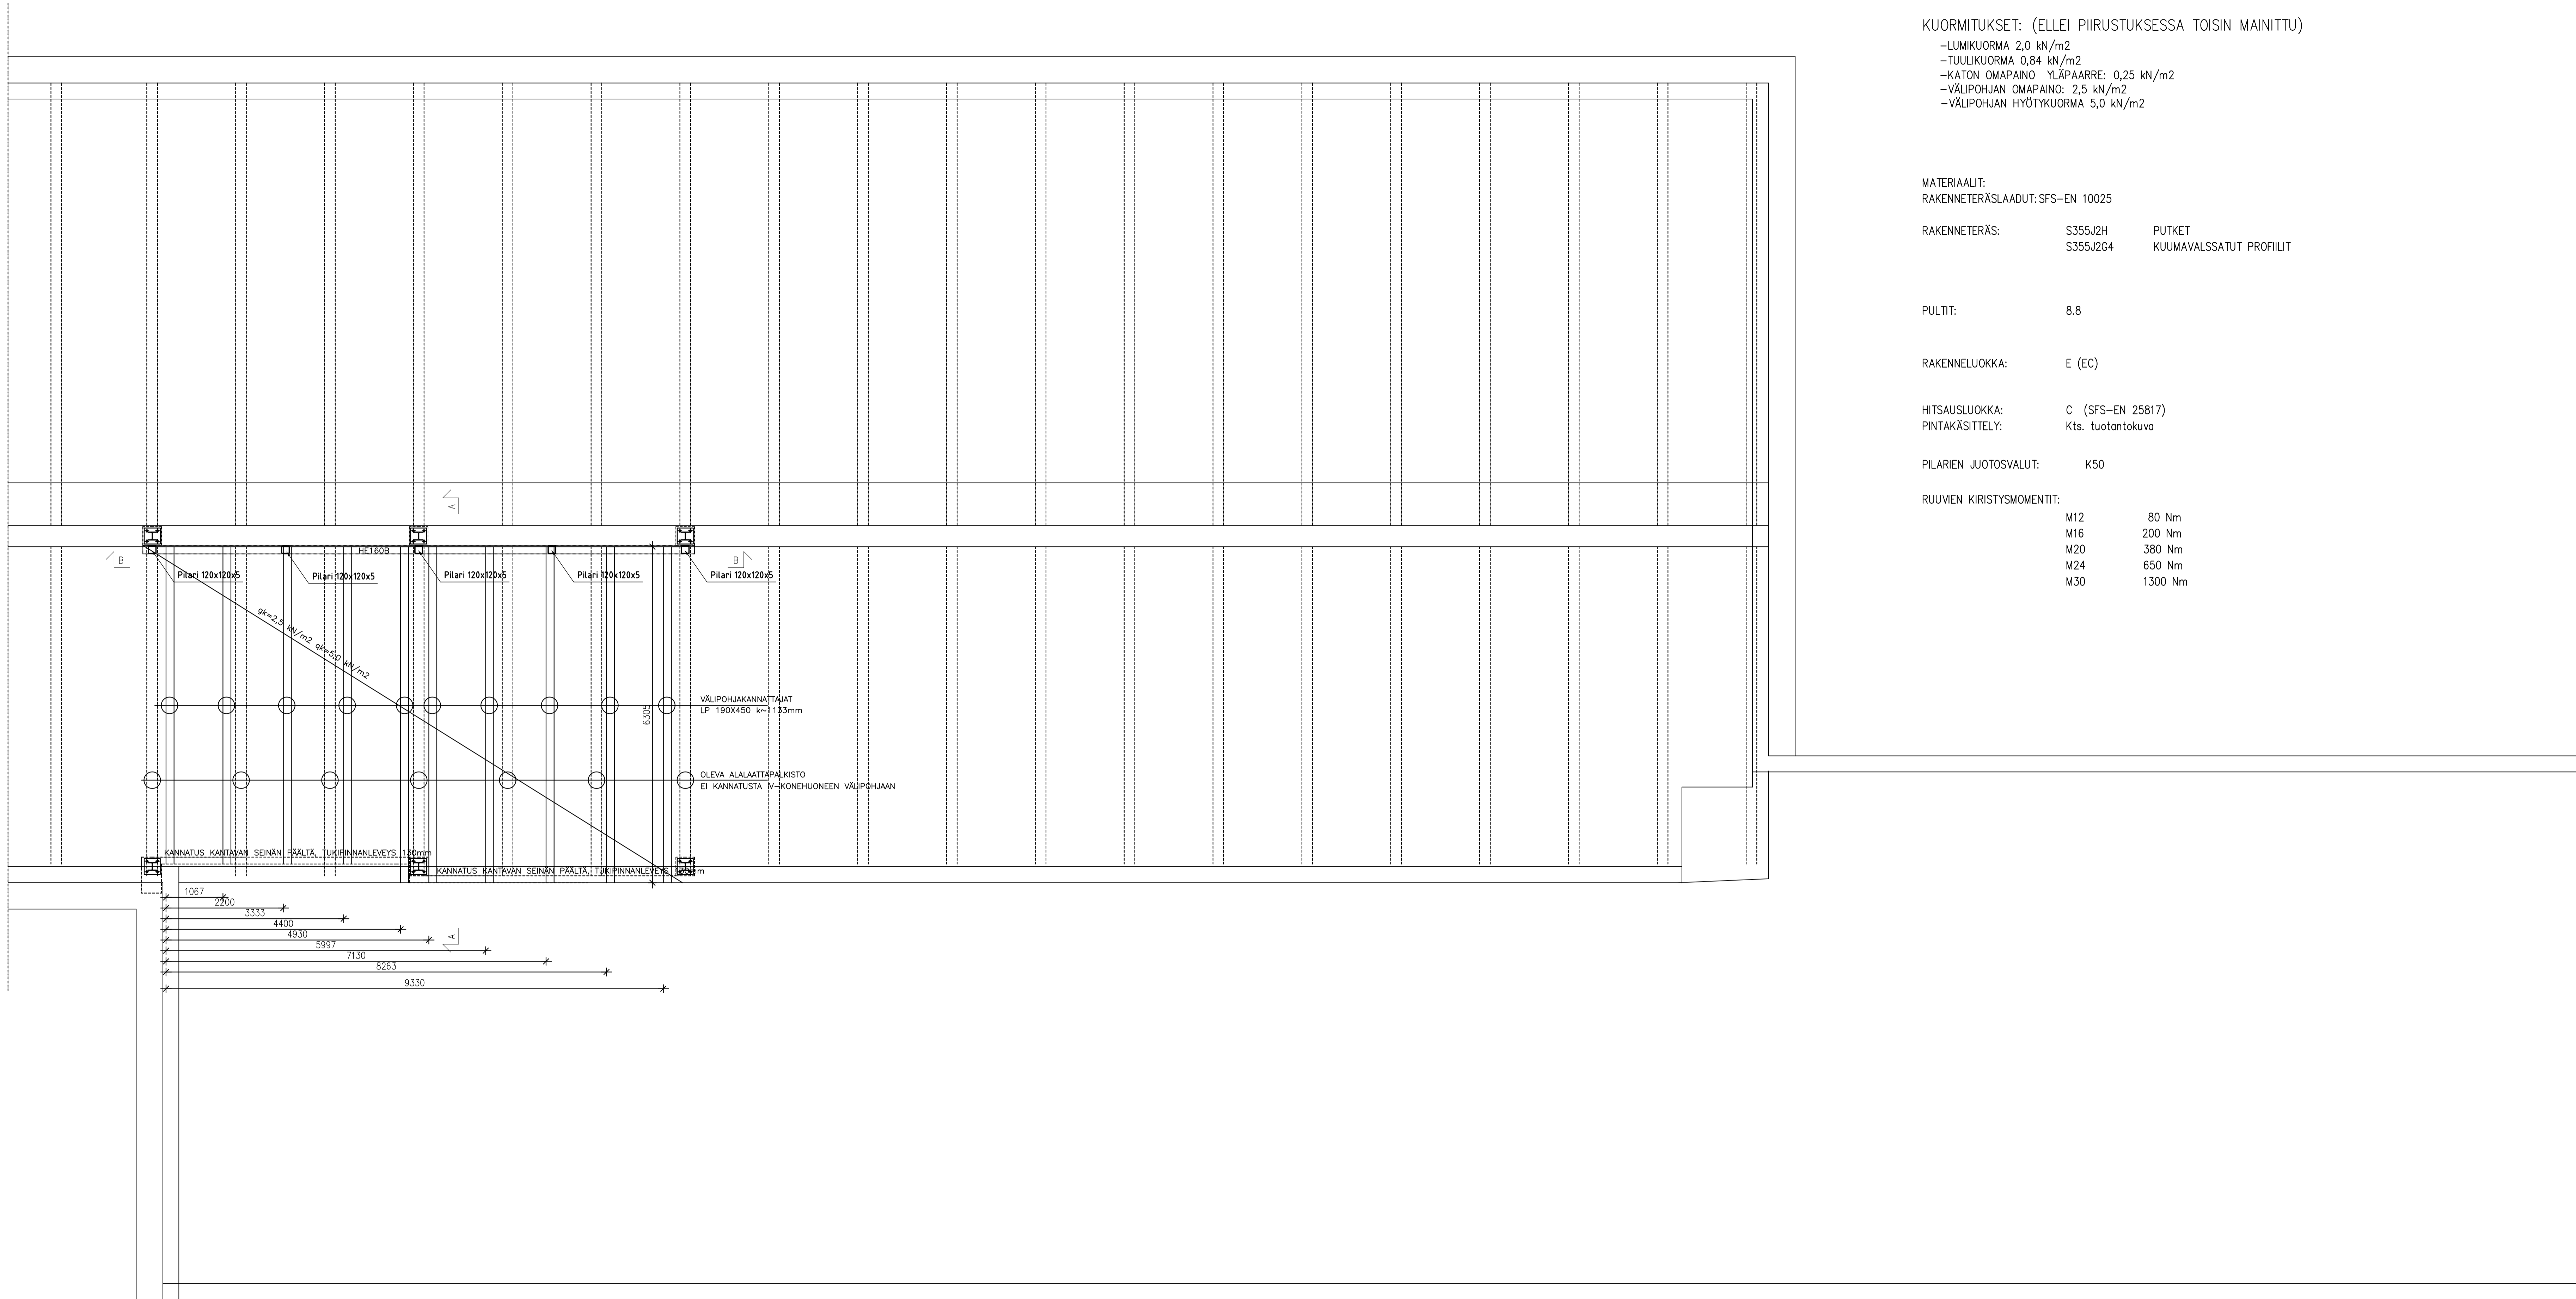 KUORMITUKSET: (ELLEI PIIRUSTUKSESSA TOISIN MAINITTU)
-LUMIKUORMA 2,0 kN/m2
-TUULIKUORMA 0,84 kN/m2
-KATON OMAPAINO YLÄPAARRE: 0,25 kN/m2
-VÄLIPOHJAN OMAPAINO: 2,5 kN/m2
-VÄLIPOHJAN HYÖTYKUORMA 5,0 kN/m2
MATERIAALIT:
RAKENNETERÄSLAADUT: SFS-EN 10025
RAKENNETERÄS: S355J2H PUTKET
S355J2G4 KUUMAVALSSATUT PROFIILIT
PULTIT: 8.8
RAKENNELUOKKA: E (EC)
HITSAUSLUOKKA: C (SFS-EN 25817)
PINTAKÄSITTELY: Kts. tuotantokuva
PILARIEN JUOTOSVALUT: K50
RUUVIEN KIRISTYSMOMENTIT:
M12 80 Nm
M16 200 Nm
M20 380 Nm
M24 650 Nm
M30 1300 Nm
A
B
HE160B
B
Pilari 120x120x5
Pilari 120x120x5
Pilari 120x120x5
Pilari 120x120x5
Pilari 120x120x5
gk=2,5 kN/m2 qk=5,0 kN/m2
6305
VÄLIPOHJAKANNATTAJAT
LP 190X450 k~1133mm
OLEVA ALALAATTAPALKISTO
EI KANNATUSTA IV-KONEHUONEEN VÄLIPOHJAAN
KANNATUS KANTAVAN SEINÄN PÄÄLTÄ, TUKIPINNANLEVEYS 130mm
KANNATUS KANTAVAN SEINÄN PÄÄLTÄ, TUKIPINNANLEVEYS
1067
2200
3333
4400
4930
A
5997
7130
8263
9330